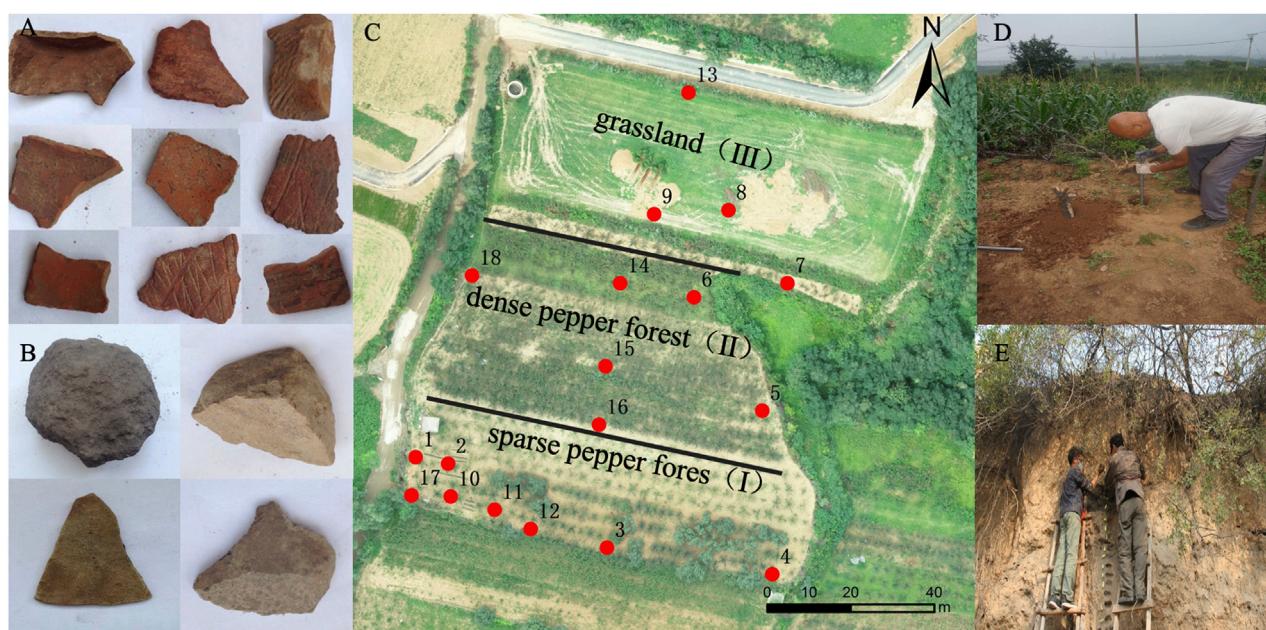 A
B
C
N
13
grassland (III)
9
8
18
14
6
7
dense pepper forest (II)
15
16
5
sparse pepper fores (I)
1
2
17
10
11
12
3
4
0 10 20 40
m
D
E